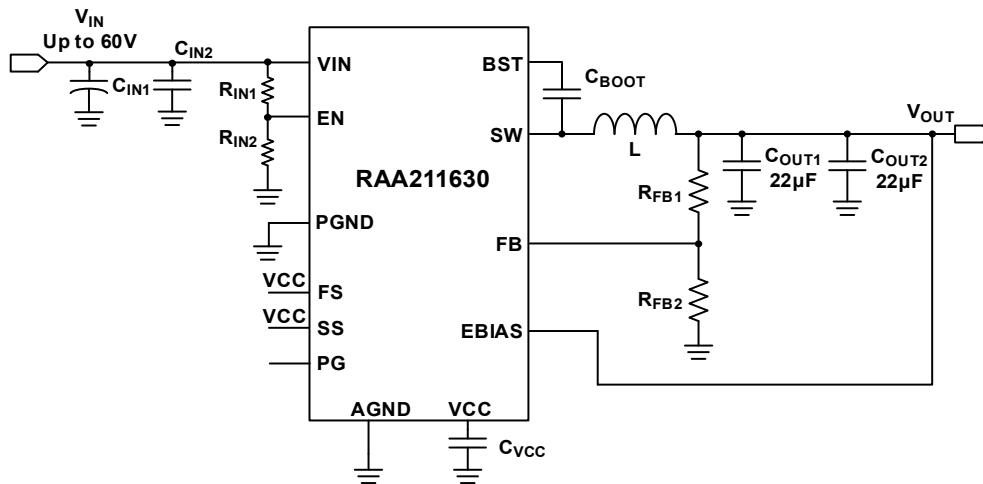 VIN
Up to 60V
CIN2
CIN1
RIN1
RIN2
VIN
EN
PGND
VCC
FS
VCC
SS
PG
AGND
VCC
RAA211630
BST
SW
FB
EBIAS
CBOOT
L
RFB1
RFB2
COUT1
22µF
COUT2
22µF
VOUT
CVCC